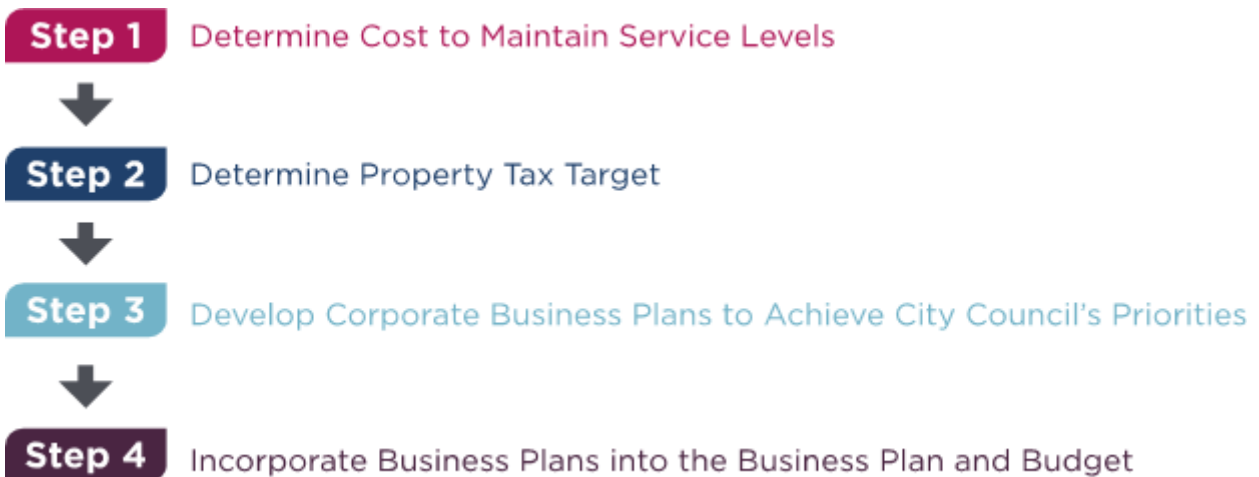 Step 1 Determine Cost to Maintain Service Levels
Step 2 Determine Property Tax Target
Step 3 Develop Corporate Business Plans to Achieve City Council's Priorities
Step 4 Incorporate Business Plans into the Business Plan and Budget